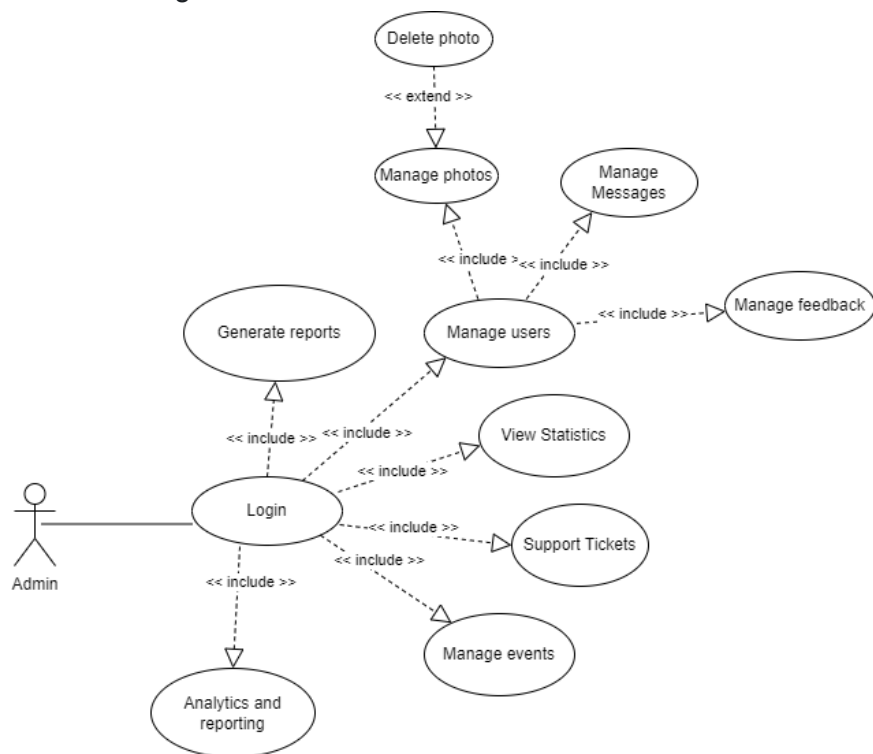 Delete photo
<< extend >>
Manage photos
Manage
Messages
<< include >
<< include >>
Manage feedback
<< include >>
Generate reports
Manage users
View Statistics
<< include >>
<< include >>
<< include >>
Login
<< include >>
Support Tickets
<< include >>
Admin
<< include >>
Manage events
Analytics and
reporting